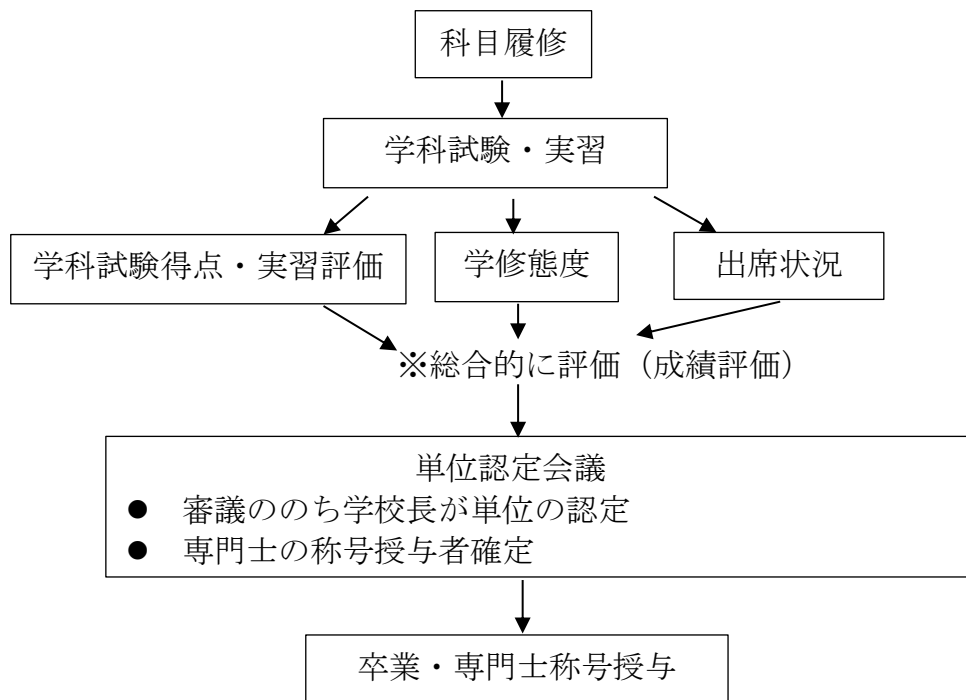 科目履修
学科試験・実習
学科試験得点・実習評価
学修態度
出席状況
※総合的に評価（成績評価）
単位認定会議
● 審議ののち学校長が単位の認定
● 専門士の称号授与者確定
卒業・専門士称号授与